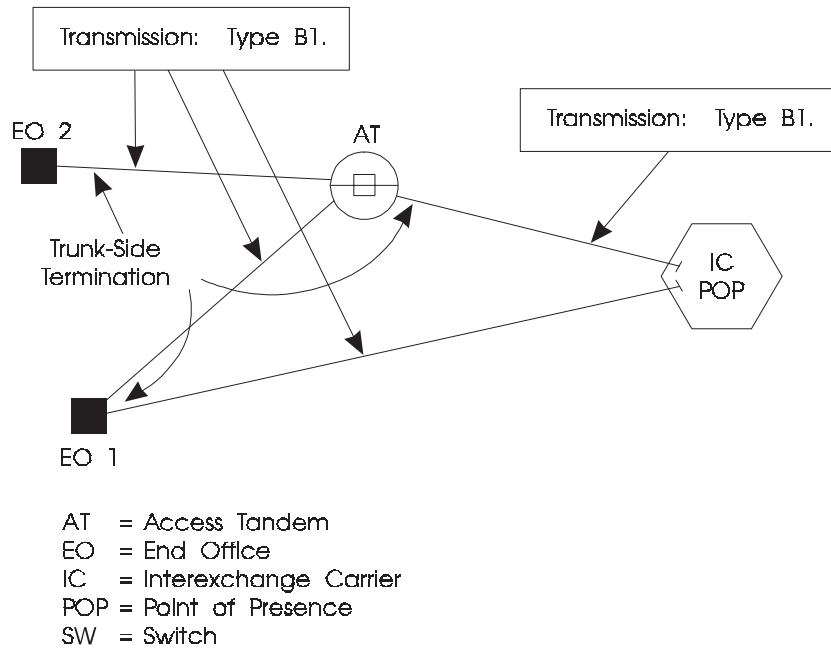 Transmission: Type B1.
EO 2
AT
Transmission: Type B1.
Trunk-Side
Termination
IC
POP
EO 1
AT = Access Tandem
EO = End Office
IC = Interexchange Carrier
POP = Point of Presence
SW = Switch